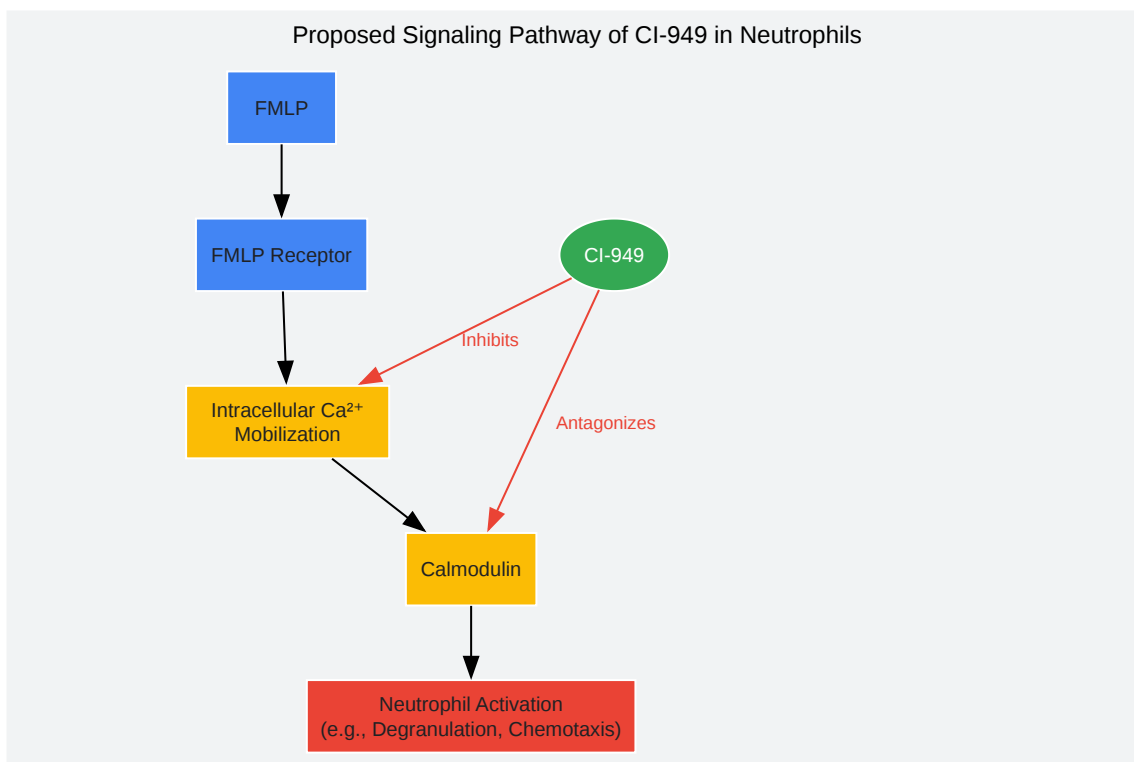 Proposed Signaling Pathway of CI-949 in Neutrophils
FMLP
FMLP Receptor
CI-949
Inhibits
Intracellular Ca²⁺
Mobilization
Antagonizes
Calmodulin
Neutrophil Activation
(e.g., Degranulation, Chemotaxis)